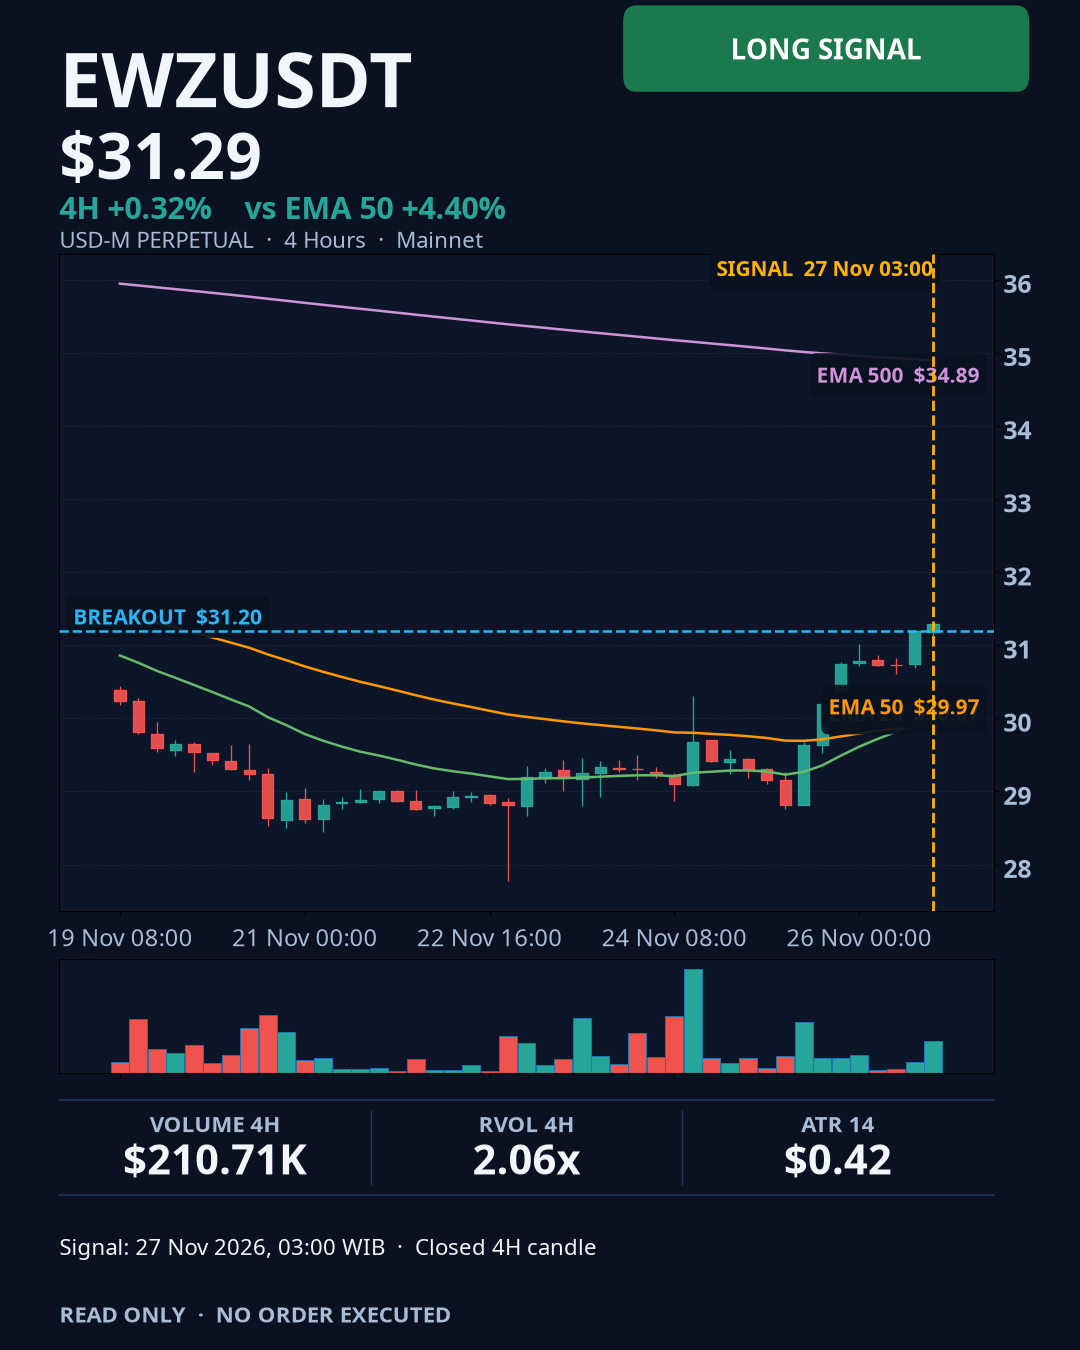 LONG SIGNAL
EWZUSDT
$31.29
4H +0.32%  vs EMA 50 +4.40%
USD-M PERPETUAL · 4 Hours · Mainnet
SIGNAL 27 Nov 03:00
36
35
EMA 500 $34.89
34
33
32
BREAKOUT $31.20
31
EMA 50 $29.97
30
29
28
19 Nov 08:00
21 Nov 00:00
22 Nov 16:00
24 Nov 08:00
26 Nov 00:00
VOLUME 4H
$210.71K
RVOL 4H
2.06x
ATR 14
$0.42
Signal: 27 Nov 2026, 03:00 WIB · Closed 4H candle
READ ONLY · NO ORDER EXECUTED